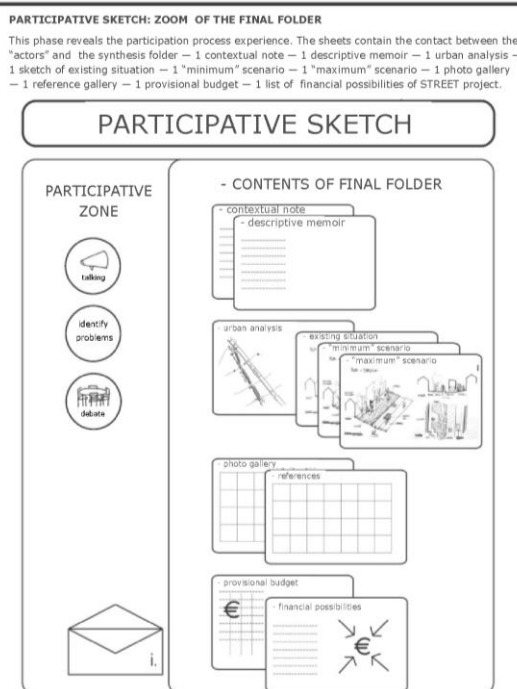 PARTICIPATIVE SKETCH: ZOOM OF THE FINAL FOLDER
This phase reveals the participation process experience. The sheets contain the contact between the
"actors" and the synthesis folder — 1 contextual note — 1 descriptive memoir — 1 urban analysis –
1 sketch of existing situation — 1 "minimum" scenario — 1 "maximum" scenario — 1 photo gallery
— 1 reference gallery — 1 provisional budget — 1 list of financial possibilities of STREET project.
PARTICIPATIVE SKETCH
PARTICIPATIVE
ZONE
talking
identify
problems
debate
i.
- CONTENTS OF FINAL FOLDER
- contextual note
- descriptive memoir
- urban analysis
- existing situation
- "minimum" scenario
- "maximum" scenario
- photo gallery
- references
- provisional budget
€
- financial possibilities
€